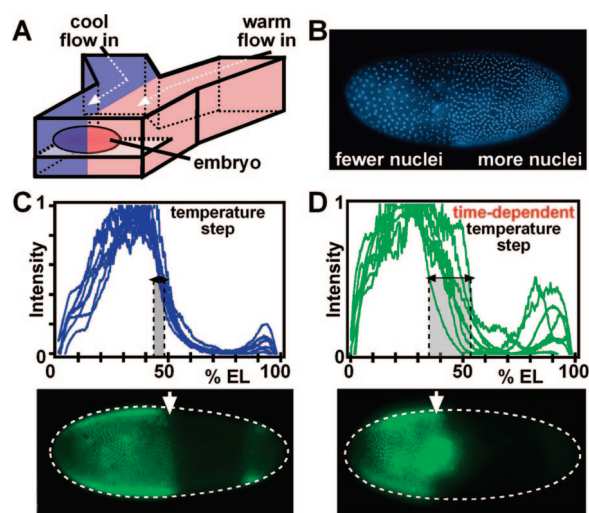 A
cool
flow in
warm
flow in
embryo
B
fewer nuclei
more nuclei
C
1
Intensity
0
temperature
step
0
50
100
% EL
D
1
Intensity
0
time-dependent
temperature
step
0
50
100
% EL